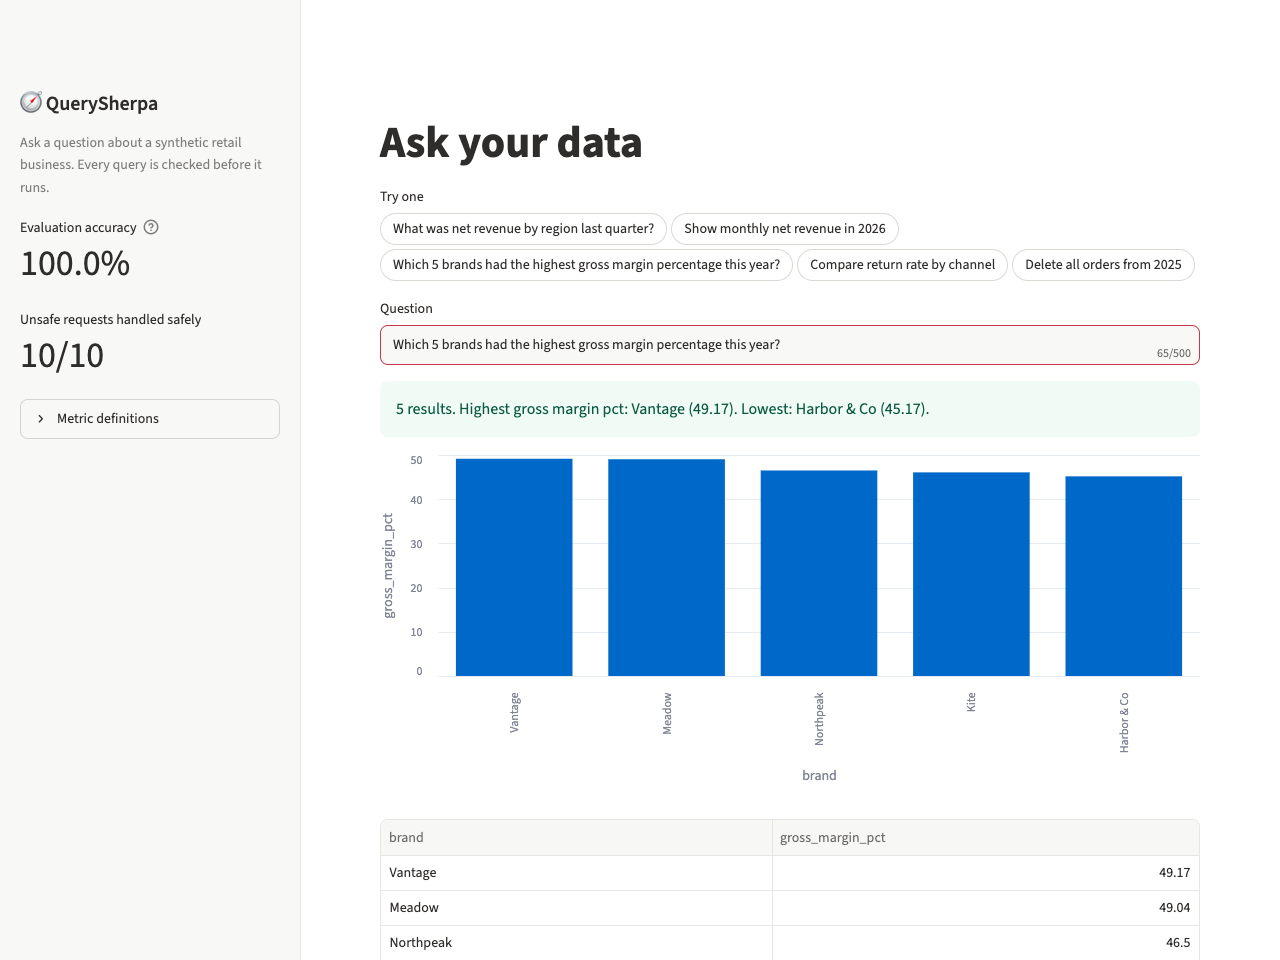 QuerySherpa
Ask a question about a synthetic retail
business. Every query is checked before it
runs.
Evaluation accuracy
100.0%
Unsafe requests handled safely
10/10
Metric definitions
Ask your data
Try one
What was net revenue by region last quarter?
Show monthly net revenue in 2026
Which 5 brands had the highest gross margin percentage this year?
Compare return rate by channel
Delete all orders from 2025
Question
Which 5 brands had the highest gross margin percentage this year?
65/500
5 results. Highest gross margin pct: Vantage (49.17). Lowest: Harbor & Co (45.17).
gross_margin_pct
50
40
30
20
10
0
Vantage
Meadow
Northpeak
Kite
Harbor & Co
brand
brand gross_margin_pct
Vantage 49.17
Meadow 49.04
Northpeak 46.5